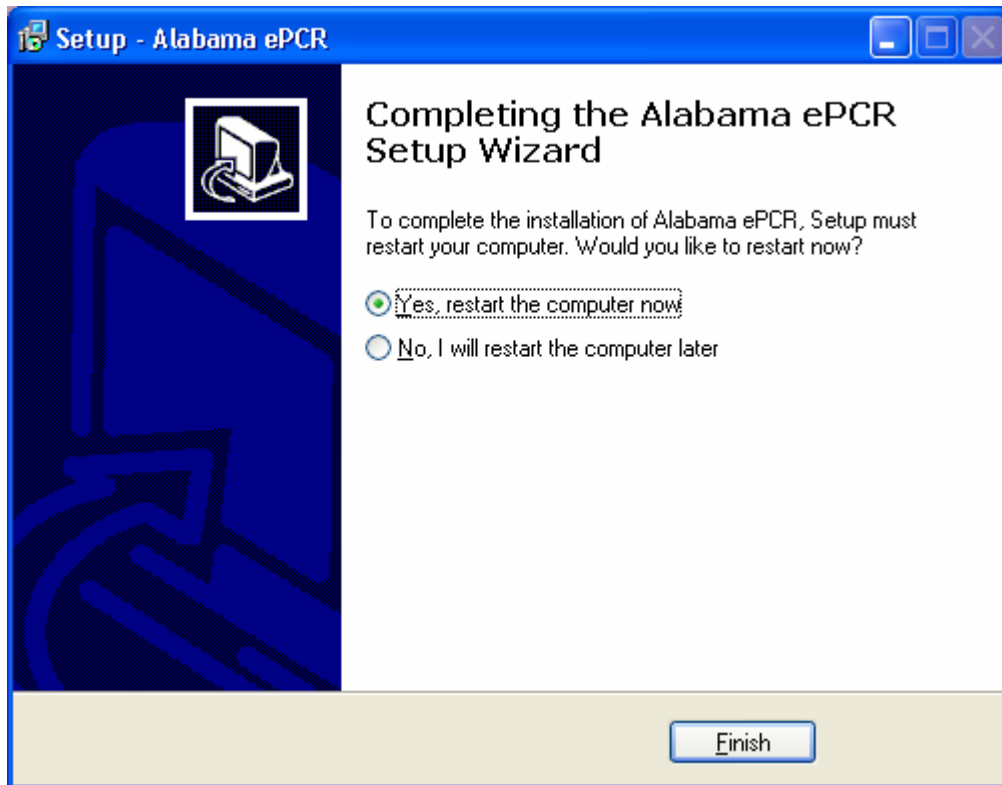 Setup - Alabama ePCR
Completing the Alabama ePCR
Setup Wizard
To complete the installation of Alabama ePCR, Setup must
restart your computer. Would you like to restart now?
Yes, restart the computer now
No, I will restart the computer later
Finish